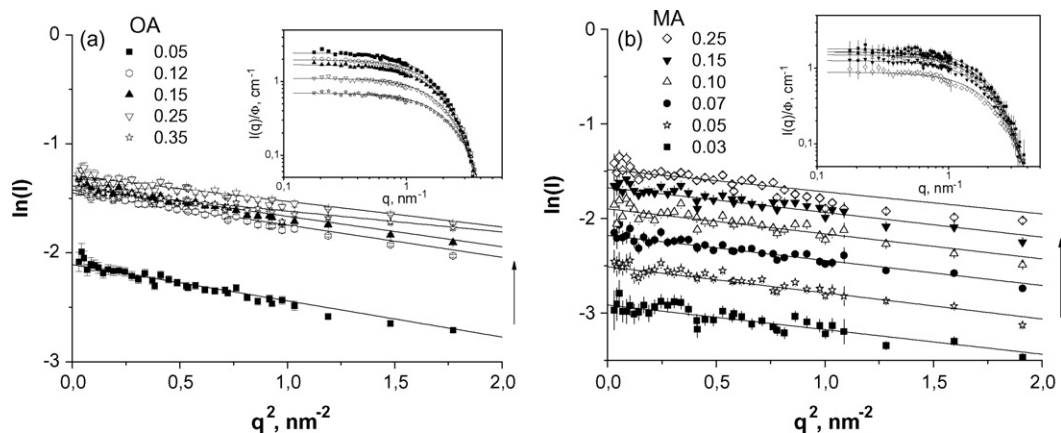 (a)
OA
0.05
0.12
0.15
0.25
0.35
I(q)/Φ, cm⁻¹
1
0,1
0.1
1
q, nm⁻¹
ln(I)
-1
-2
-3
0,0
0,5
1,0
1,5
2,0
q², nm⁻²
(b)
MA
0.25
0.15
0.10
0.07
0.05
0.03
I(q)/Φ, cm⁻¹
1
0,1
0,1
1
q, nm⁻¹
ln(I)
-1
-2
-3
0,0
0,5
1,0
1,5
2,0
q², nm⁻²